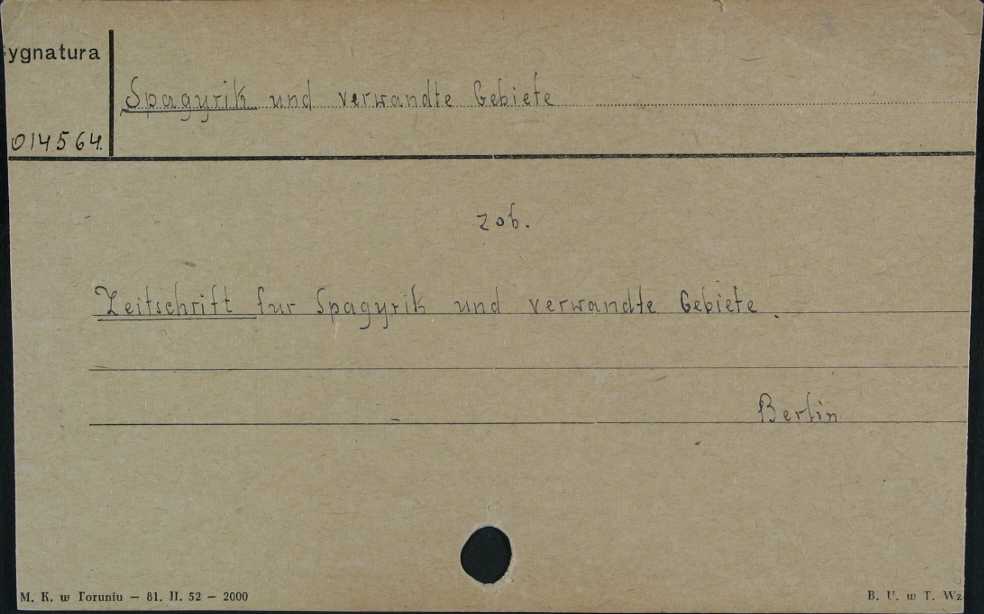 ygnatura
Spagyrik und verwandte Gebiete
014564.
zob.
Zeitschrift fur Spagyrik und verwandte Gebiete.
Berlin
M. K. w Toruniu — 81. II. 52 — 2000
B. U. w T. Wz